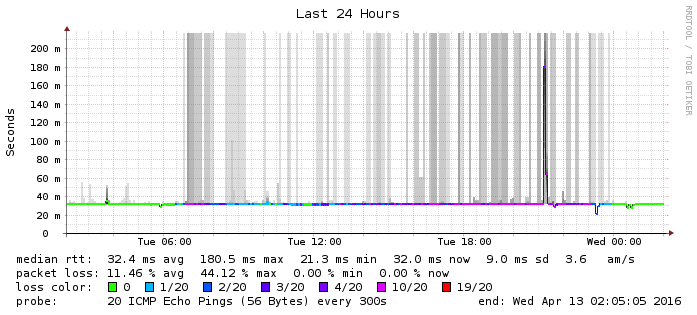 Last 24 Hours
RRDTOOL / TOBI OETIKER
Seconds
200 m
180 m
160 m
140 m
120 m
100 m
80 m
60 m
40 m
20 m
0
Tue 06:00 Tue 12:00 Tue 18:00 Wed 00:00
median rtt: 32.4 ms avg 180.5 ms max 21.3 ms min 32.0 ms now 9.0 ms sd 3.6 am/s
packet loss: 11.46 % avg 44.12 % max 0.00 % min 0.00 % now
loss color: 0 1/20 2/20 3/20 4/20 10/20 19/20
probe: 20 ICMP Echo Pings (56 Bytes) every 300s end: Wed Apr 13 02:05:05 2016